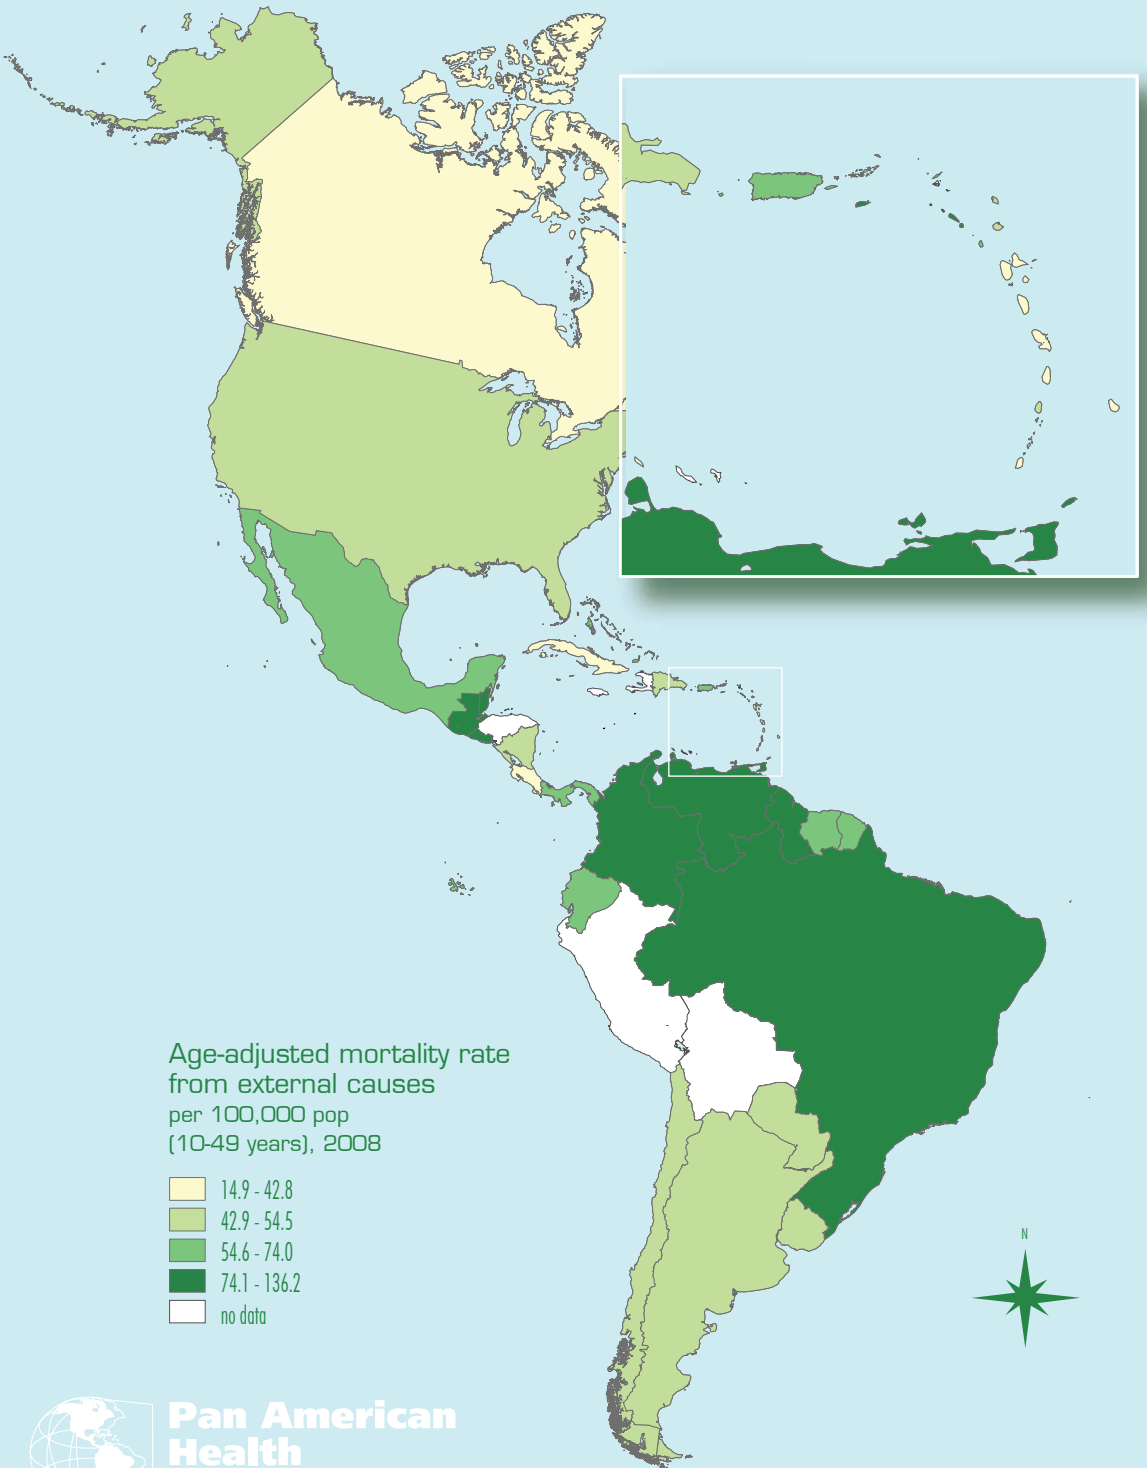 Age-adjusted mortality rate
from external causes
per 100,000 pop
(10-49 years), 2008
14.9 - 42.8
42.9 - 54.5
54.6 - 74.0
74.1 - 136.2
no data
N
Pan American
Health